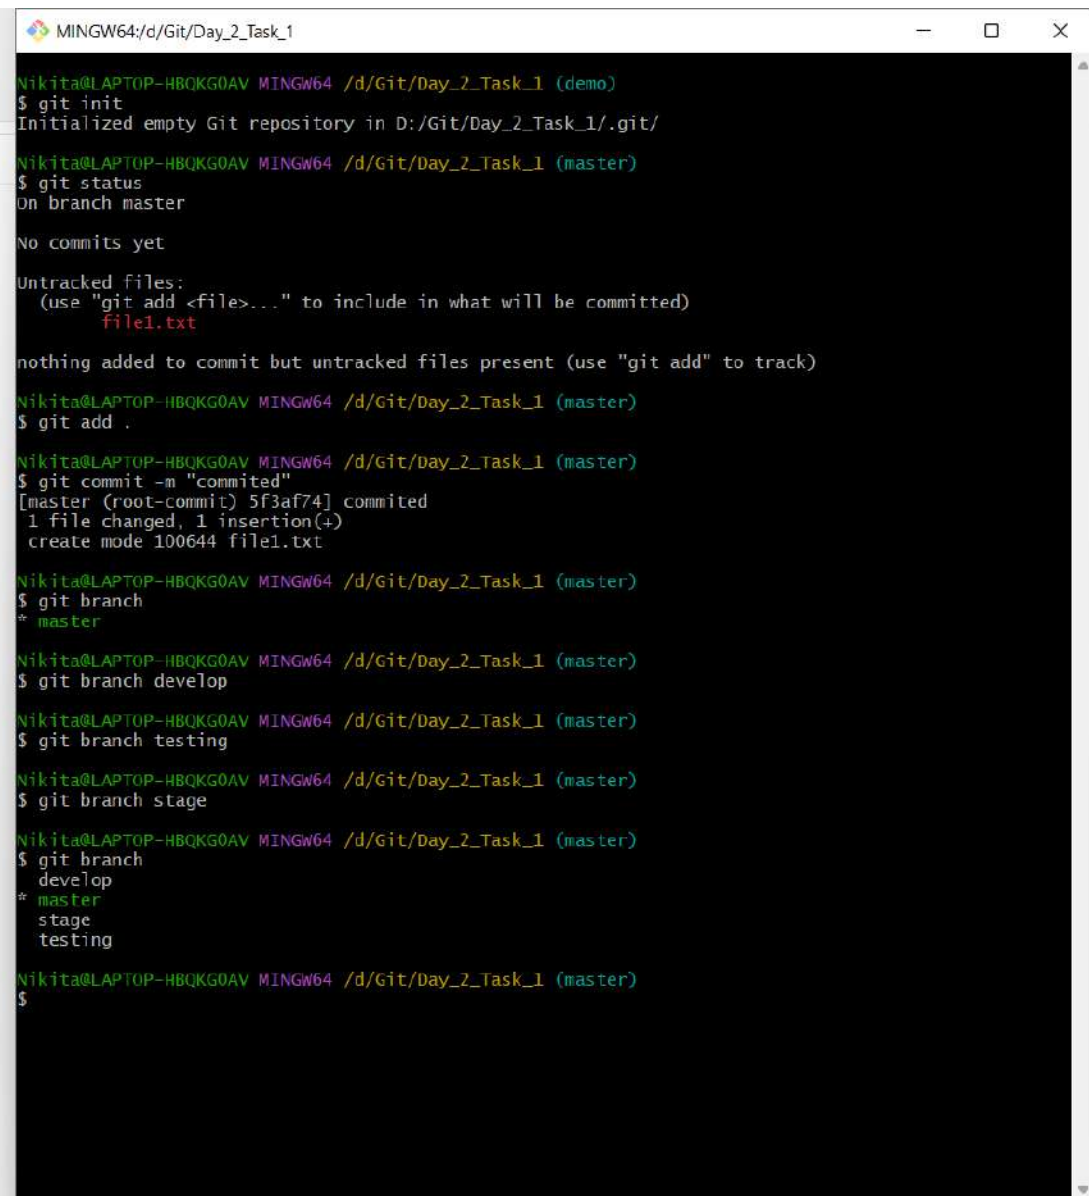 MINGW64:/d/Git/Day_2_Task_1
Nikita@LAPTOP-HBQKG0AV MINGW64 /d/Git/Day_2_Task_1 (demo)
$ git init
Initialized empty Git repository in D:/Git/Day_2_Task_1/.git/
Nikita@LAPTOP-HBQKG0AV MINGW64 /d/Git/Day_2_Task_1 (master)
$ git status
On branch master
No commits yet
Untracked files:
  (use "git add <file>..." to include in what will be committed)
        file1.txt
nothing added to commit but untracked files present (use "git add" to track)
Nikita@LAPTOP-HBQKG0AV MINGW64 /d/Git/Day_2_Task_1 (master)
$ git add .
Nikita@LAPTOP-HBQKG0AV MINGW64 /d/Git/Day_2_Task_1 (master)
$ git commit -m "commited"
[master (root-commit) 5f3af74] commited
 1 file changed, 1 insertion(+)
 create mode 100644 file1.txt
Nikita@LAPTOP-HBQKG0AV MINGW64 /d/Git/Day_2_Task_1 (master)
$ git branch
* master
Nikita@LAPTOP-HBQKG0AV MINGW64 /d/Git/Day_2_Task_1 (master)
$ git branch develop
Nikita@LAPTOP-HBQKG0AV MINGW64 /d/Git/Day_2_Task_1 (master)
$ git branch testing
Nikita@LAPTOP-HBQKG0AV MINGW64 /d/Git/Day_2_Task_1 (master)
$ git branch stage
Nikita@LAPTOP-HBQKG0AV MINGW64 /d/Git/Day_2_Task_1 (master)
$ git branch
  develop
* master
  stage
  testing
Nikita@LAPTOP-HBQKG0AV MINGW64 /d/Git/Day_2_Task_1 (master)
$